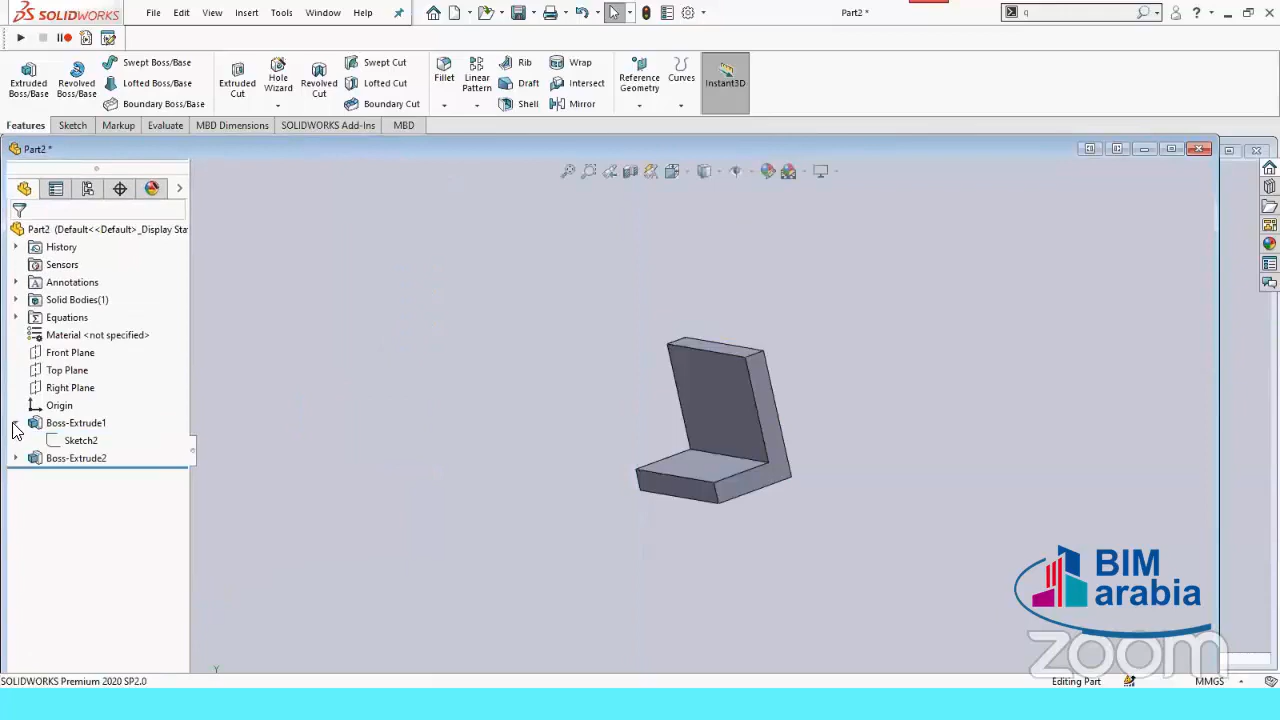 SOLIDWORKS File Edit View Insert Tools Window Help Part2 * q ?
Extruded Boss/Base Revolved Boss/Base Swept Boss/Base Lofted Boss/Base Boundary Boss/Base Extruded Cut Hole Wizard Revolved Cut Swept Cut Lofted Cut Boundary Cut Fillet Linear Pattern Rib Draft Shell Wrap Intersect Mirror Reference Geometry Curves Instant3D
Features Sketch Markup Evaluate MBD Dimensions SOLIDWORKS Add-Ins MBD
Part2 *
Part2 (Default<<Default>_Display Sta
History
Sensors
Annotations
Solid Bodies(1)
Equations
Material <not specified>
Front Plane
Top Plane
Right Plane
Origin
Boss-Extrude1
Sketch2
Boss-Extrude2
BIM
arabia
zoom
Y
SOLIDWORKS Premium 2020 SP2.0 Editing Part MMGS